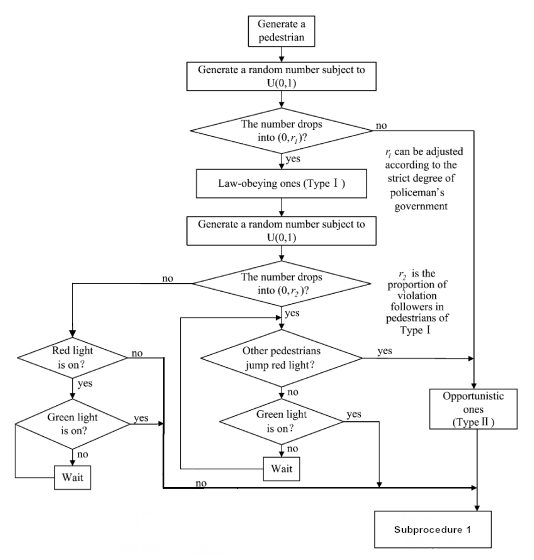 Generate a
pedestrian
Generate a random number subject to
U(0,1)
The number drops
into (0, r₁)?
no
yes
r₁ can be adjusted
according to the
strict degree of
policeman's
government
Law-obeying ones (Type Ⅰ)
Generate a random number subject to
U(0,1)
The number drops
into (0, r₂)?
no
yes
r₂ is the
proportion of
violation
followers in
pedestrians of
Type Ⅰ
Red light
is on?
no
yes
Other pedestrians
jump red light?
yes
no
Green light
is on?
yes
no
Wait
Green light
is on?
yes
no
Wait
Opportunistic
ones
(Type Ⅱ)
no
Subprocedure 1